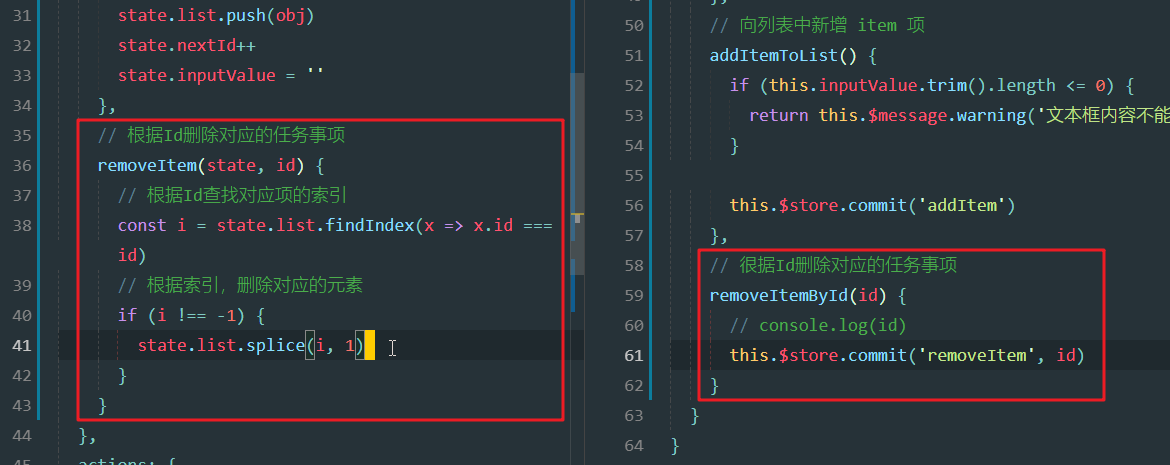 31 state.list.push(obj)
32 state.nextId++
33 state.inputValue = ''
34 },
35 // 根据Id删除对应的任务事项
36 removeItem(state, id) {
37 // 根据Id查找对应项的索引
38 const i = state.list.findIndex(x => x.id ===
id)
39 // 根据索引，删除对应的元素
40 if (i !== -1) {
41 state.list.splice(i, 1)
42 }
43 }
44 },
45 actions: {
},
50 // 向列表中新增 item 项
51 addItemToList() {
52 if (this.inputValue.trim().length <= 0) {
53 return this.$message.warning('文本框内容不能
54 }
55
56 this.$store.commit('addItem')
57 },
58 // 很据Id删除对应的任务事项
59 removeItemById(id) {
60 // console.log(id)
61 this.$store.commit('removeItem', id)
62 }
63 }
64 }